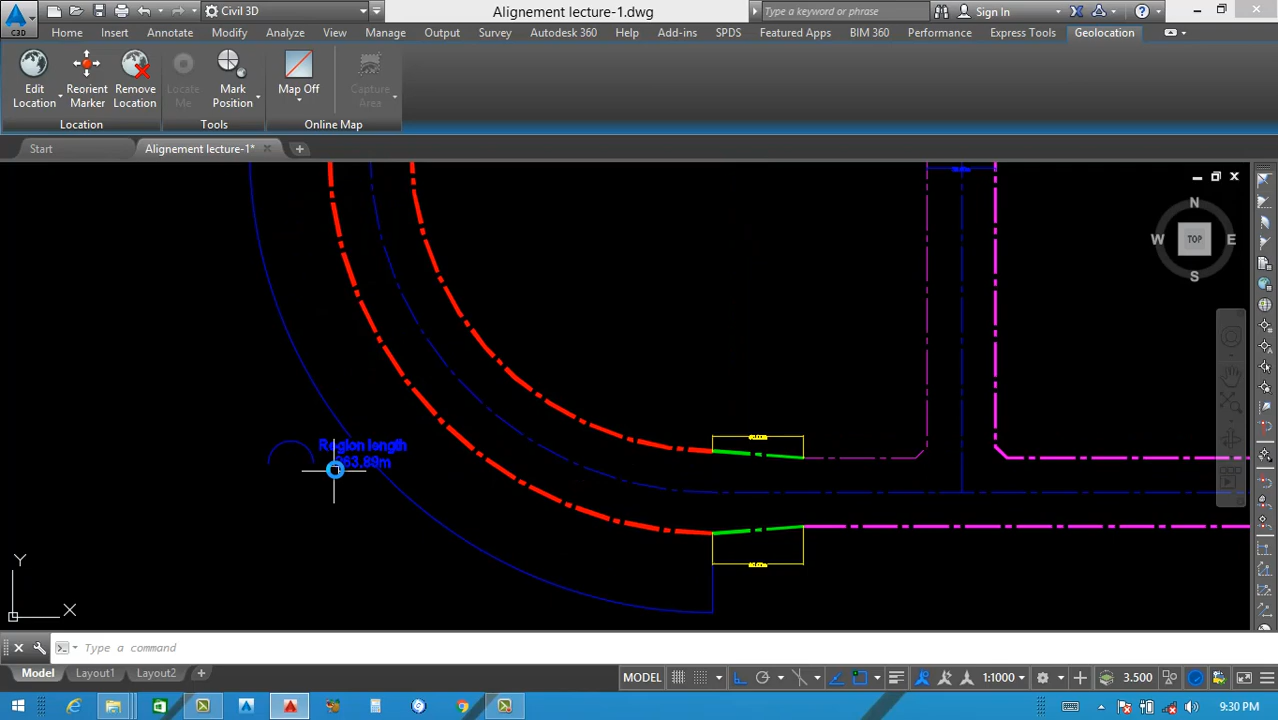 C3D
Civil 3D
Alignement lecture-1.dwg
Type a keyword or phrase
Sign In
Home Insert Annotate Modify Analyze View Manage Output Survey Autodesk 360 Help Add-ins SPDS Featured Apps BIM 360 Performance Express Tools Geolocation
Edit Location
Reorient Marker
Remove Location
Locate Me
Mark Position
Map Off
Capture Area
Location Tools Online Map
Start Alignement lecture-1*
N
W TOP E
S
Region length
Y
X
Type a command
Model Layout1 Layout2
MODEL 1:1000 3.500
9:30 PM